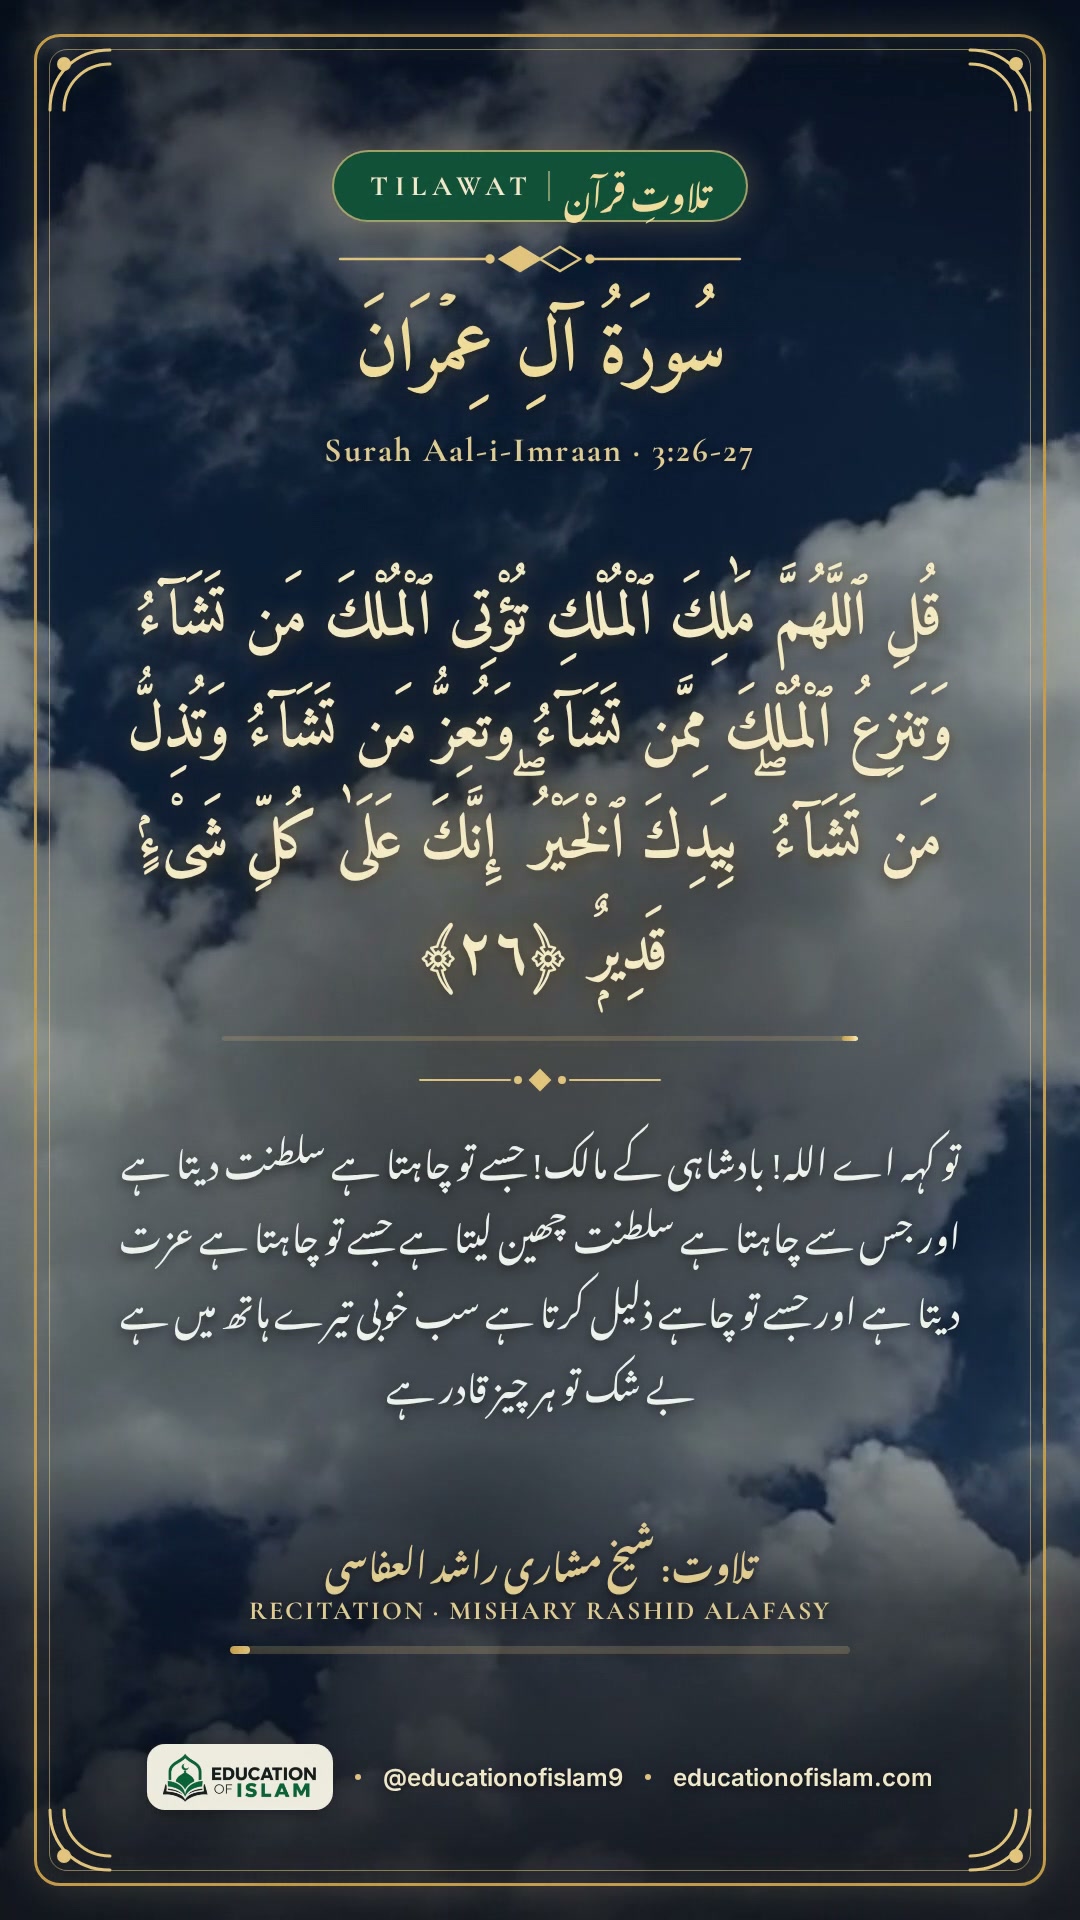 TILAWAT | تلاوتِ قرآن
سُورَةُ آلِ عِمْرَانَ
Surah Aal-i-Imraan · 3:26-27
قُلِ ٱللَّهُمَّ مَٰلِكَ ٱلْمُلْكِ تُؤْتِى ٱلْمُلْكَ مَن تَشَآءُ
وَتَنزِعُ ٱلْمُلْكَ مِمَّن تَشَآءُ وَتُعِزُّ مَن تَشَآءُ وَتُذِلُّ
مَن تَشَآءُ ۖ بِيَدِكَ ٱلْخَيْرُ ۖ إِنَّكَ عَلَىٰ كُلِّ شَىْءٍۢ
قَدِيرٌۭ ﴿٢٦﴾
تو کہہ اے اللہ! بادشاہی کے مالک! جسے تو چاہتا ہے سلطنت دیتا ہے
اور جس سے چاہتا ہے سلطنت چھین لیتا ہے جسے تو چاہتا ہے عزت
دیتا ہے اور جسے تو چاہے ذلیل کرتا ہے سب خوبی تیرے ہاتھ میں ہے
بے شک تو ہر چیز قادر ہے
تلاوت: شیخ مشاری راشد العفاسی
RECITATION · MISHARY RASHID ALAFASY
EDUCATION OF ISLAM • @educationofislam9 • educationofislam.com